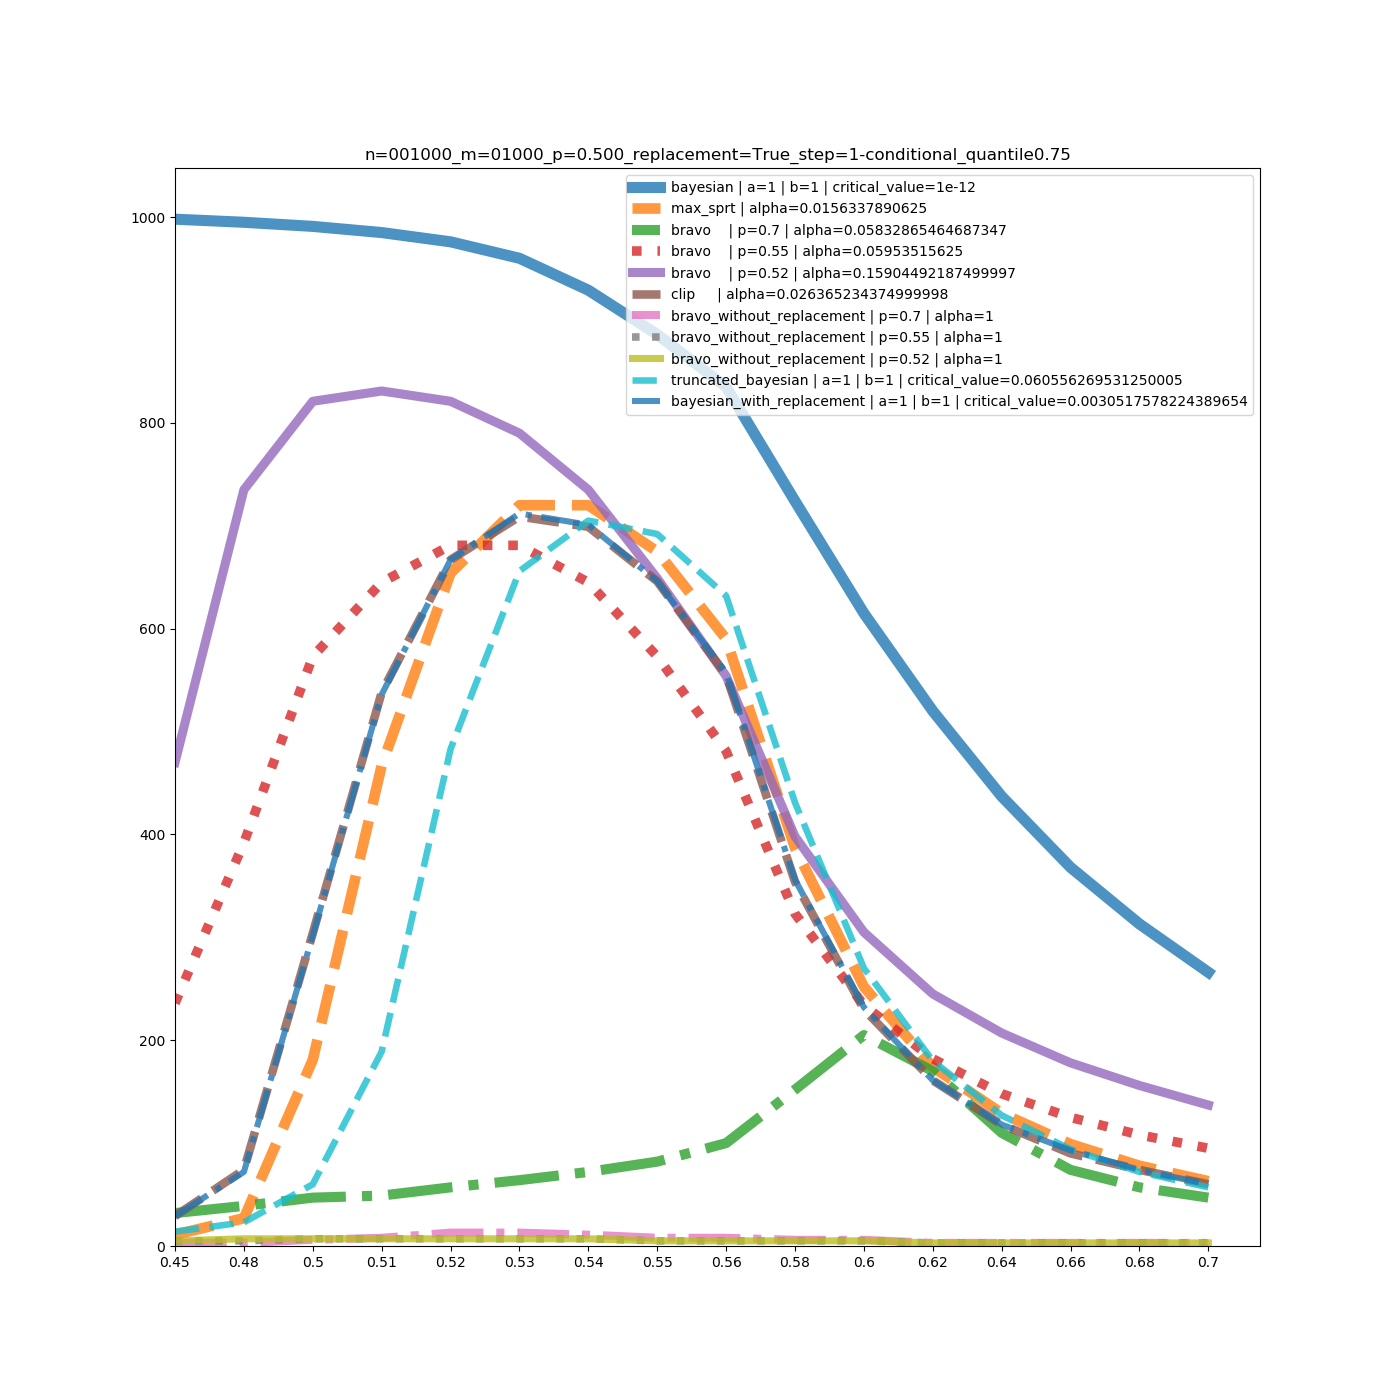 n=001000_m=01000_p=0.500_replacement=True_step=1-conditional_quantile0.75
bayesian | a=1 | b=1 | critical_value=1e-12
max_sprt | alpha=0.0156337890625
bravo    | p=0.7 | alpha=0.05832865464687347
bravo    | p=0.55 | alpha=0.05953515625
bravo    | p=0.52 | alpha=0.15904492187499997
clip     | alpha=0.026365234374999998
bravo_without_replacement | p=0.7 | alpha=1
bravo_without_replacement | p=0.55 | alpha=1
bravo_without_replacement | p=0.52 | alpha=1
truncated_bayesian | a=1 | b=1 | critical_value=0.060556269531250005
bayesian_with_replacement | a=1 | b=1 | critical_value=0.0030517578224389654
1000
800
600
400
200
0
0.45 0.48 0.5 0.51 0.52 0.53 0.54 0.55 0.56 0.58 0.6 0.62 0.64 0.66 0.68 0.7